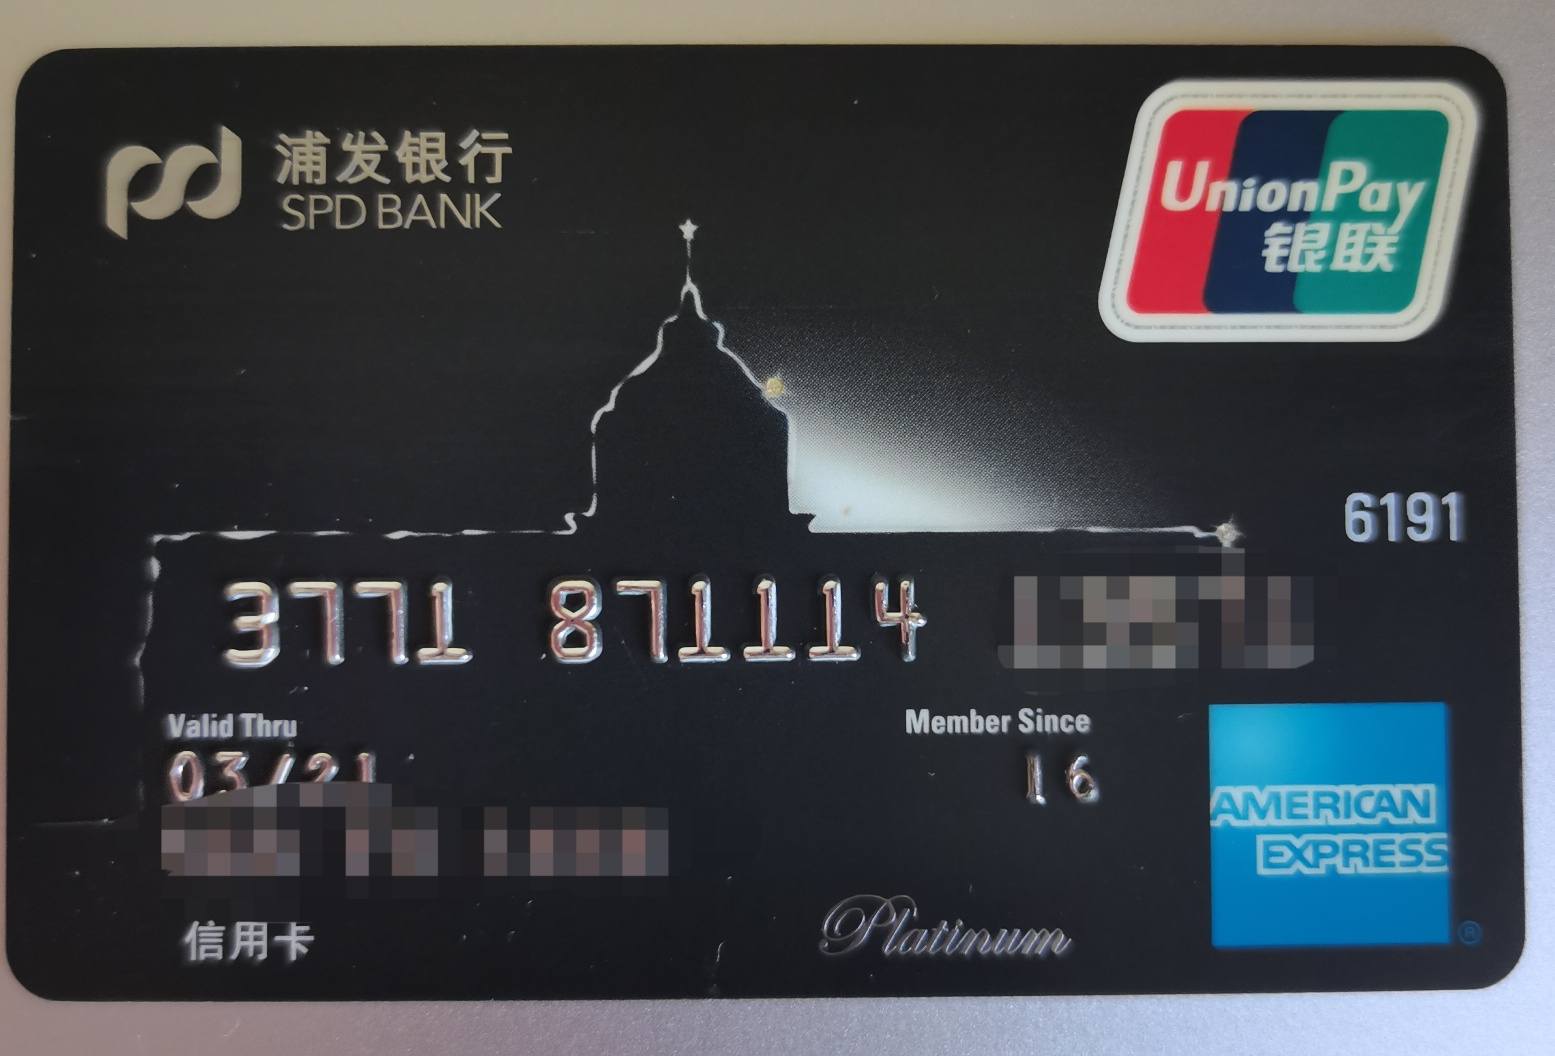 浦发银行
SPD BANK
UnionPay
银联
6191
3771 871114
Valid Thru
Member Since
03/21
16
AMERICAN
EXPRESS
®
信用卡
Platinum